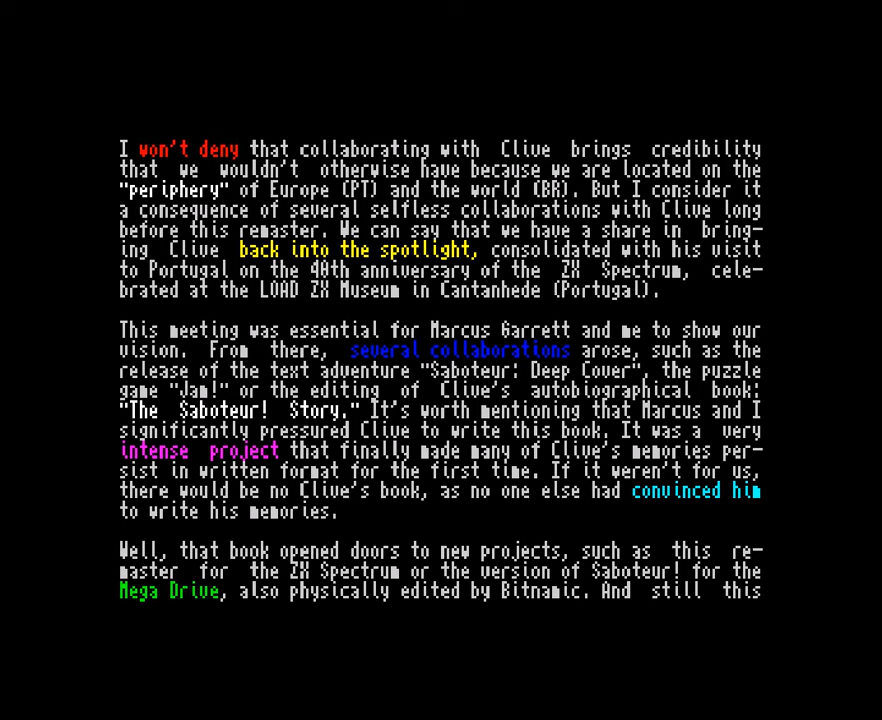 I won't deny that collaborating with  Clive  brings  credibility
that  we  wouldn't  otherwise have because we are located on the
"periphery" of Europe (PT) and the world (BR). But I consider it
a consequence of several selfless collaborations with Clive long
before this remaster. We can say that we have a share in  bring-
ing  Clive  back into the spotlight, consolidated with his visit
to Portugal on the 40th anniversary of the  ZX  Spectrum,  cele-
brated at the LOAD ZX Museum in Cantanhede (Portugal).

This meeting was essential for Marcus Garrett and me to show our
vision.  From  there,  several collaborations arose, such as the
release of the text adventure "Saboteur: Deep Cover", the puzzle
game "Jam!" or the editing  of  Clive's  autobiographical  book:
"The  Saboteur!  Story." It's worth mentioning that Marcus and I
significantly pressured Clive to write this book. It was a  very
intense  project that finally made many of Clive's memories per-
sist in written format for the first time. If it weren't for us,
there would be no Clive's book, as no one else had convinced him
to write his memories.

Well, that book opened doors to new projects, such as  this  re-
master  for  the ZX Spectrum or the version of Saboteur! for the
Mega Drive, also physically edited by Bitnamic. And  still  this